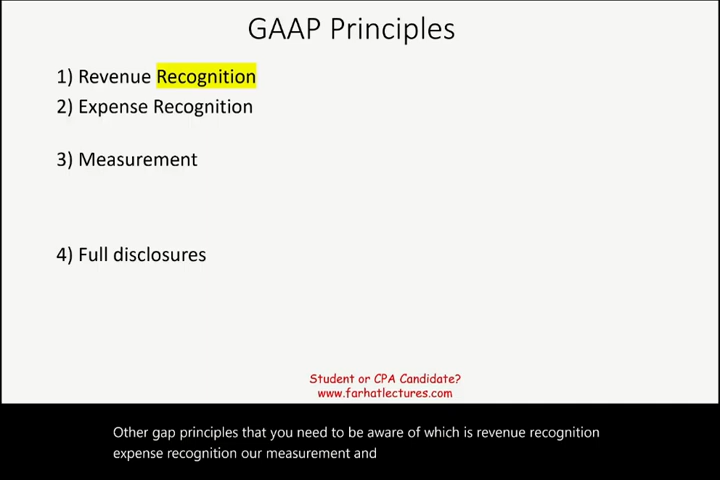 GAAP Principles
1) Revenue Recognition
2) Expense Recognition
3) Measurement
4) Full disclosures
Student or CPA Candidate?
www.farhatlectures.com
Other gap principles that you need to be aware of which is revenue recognition
expense recognition our measurement and